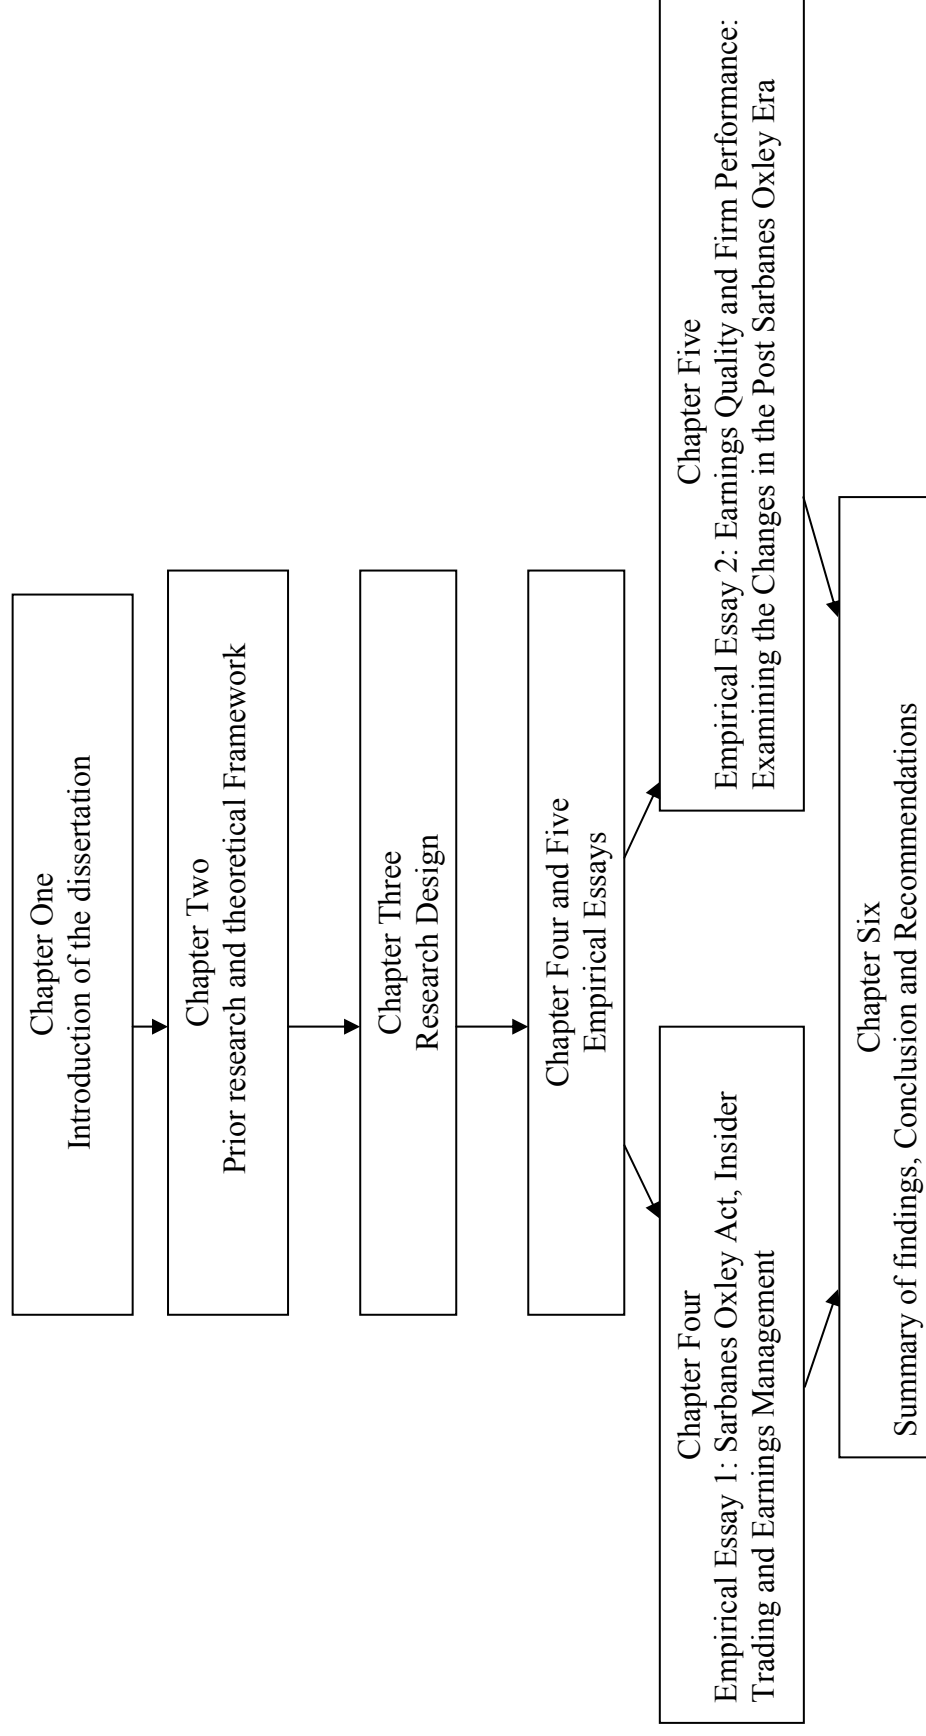 Chapter One
Introduction of the dissertation
Chapter Two
Prior research and theoretical Framework
Chapter Three
Research Design
Chapter Four and Five
Empirical Essays
Chapter Four
Empirical Essay 1: Sarbanes Oxley Act, Insider
Trading and Earnings Management
Chapter Five
Empirical Essay 2: Earnings Quality and Firm Performance:
Examining the Changes in the Post Sarbanes Oxley Era
Chapter Six
Summary of findings, Conclusion and Recommendations